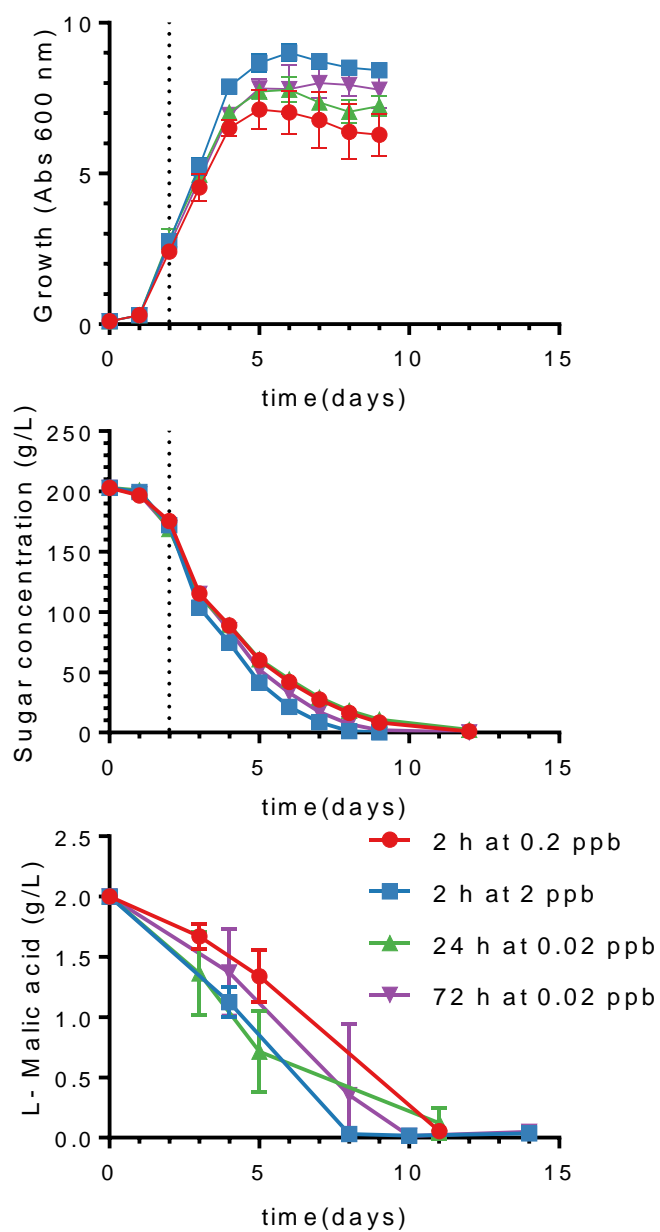 10
5
0
Growth (Abs 600 nm)
0 5 10 15
time(days)
250
200
150
100
50
0
Sugar concentration (g/L)
0 5 10 15
time(days)
2.5
2.0
1.5
1.0
0.5
0.0
L- Malic acid (g/L)
2 h at 0.2 ppb
2 h at 2 ppb
24 h at 0.02 ppb
72 h at 0.02 ppb
0 5 10 15
time(days)